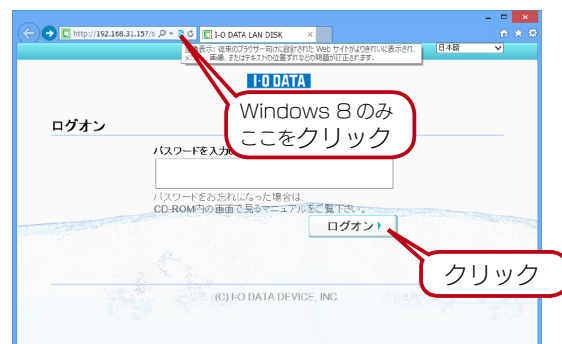 http://192.168.31.157/s
I-O DATA LAN DISK
互換表示: 従来のブラウザー向けに設計された Web サイトがよりきれいに表示され、
メニュー、画像、またはテキストの位置ずれなどの問題が訂正されます。
日本語
I-O DATA
Windows 8 のみ
ここをクリック
ログオン
パスワードを入力
パスワードをお忘れになった場合は、
CD-ROM内の画面で見るマニュアルをご覧下さい。
ログオン
クリック
(C) I-O DATA DEVICE, INC.